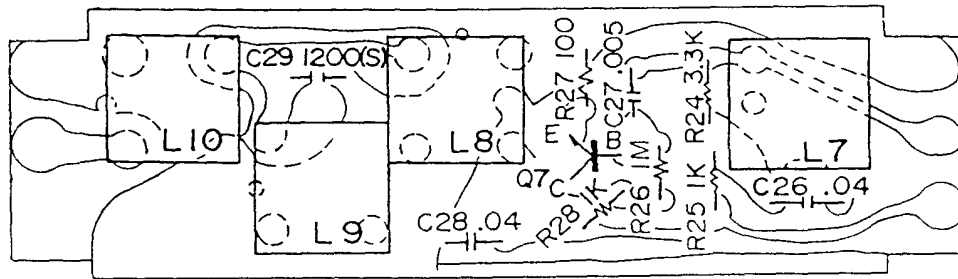 C29 1200(S)
L10
L9
L8
C28 .04
Q7
E
B
C
R27 100
C27 .005
R28 1K
R26 1M
R24 3.3K
R25 1K
L7
C26 .04